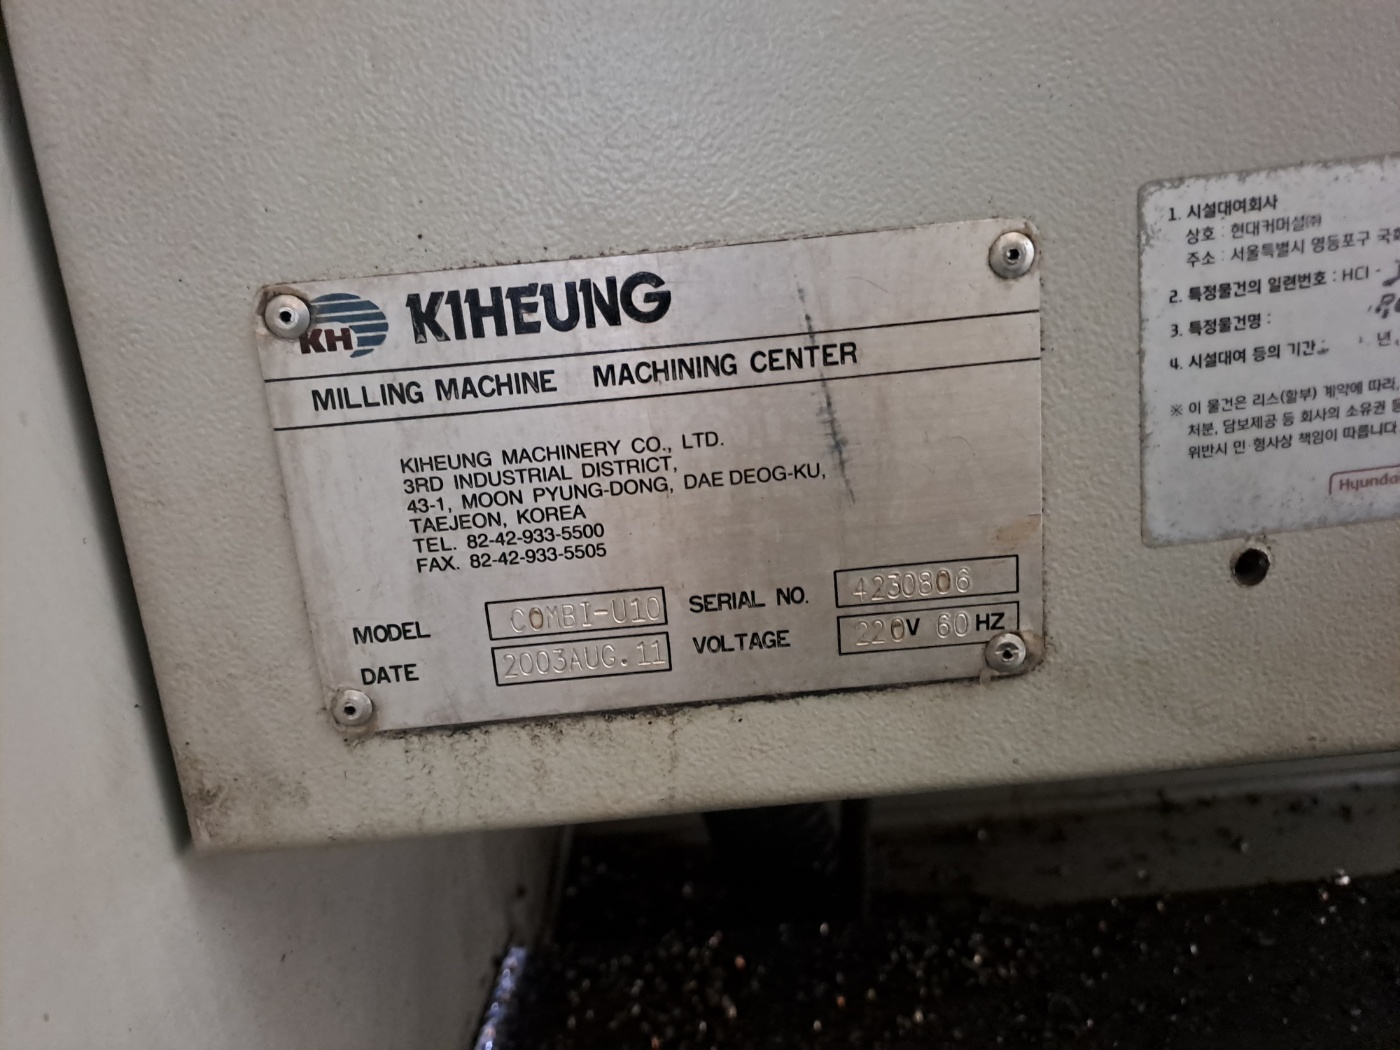 KH KIHEUNG
MILLING MACHINE MACHINING CENTER
KIHEUNG MACHINERY CO., LTD.
3RD INDUSTRIAL DISTRICT,
43-1, MOON PYUNG-DONG, DAE DEOG-KU,
TAEJEON, KOREA
TEL. 82-42-933-5500
FAX. 82-42-933-5505
MODEL COMBI-U10 SERIAL NO. 4230806
DATE 2003AUG.11 VOLTAGE 220V 60 HZ
1. 시설대여회사
상호 : 현대커머셜㈜
주소 : 서울특별시 영등포구
2. 특정물건의 일련번호 : HCI -
3. 특정물건명 :
4. 시설대여 등의 기간 : 년
※ 이 물건은 리스(할부) 계약에 따라,
처분, 담보제공 등 회사의 소유권
위반시 민·형사상 책임이 따릅니다